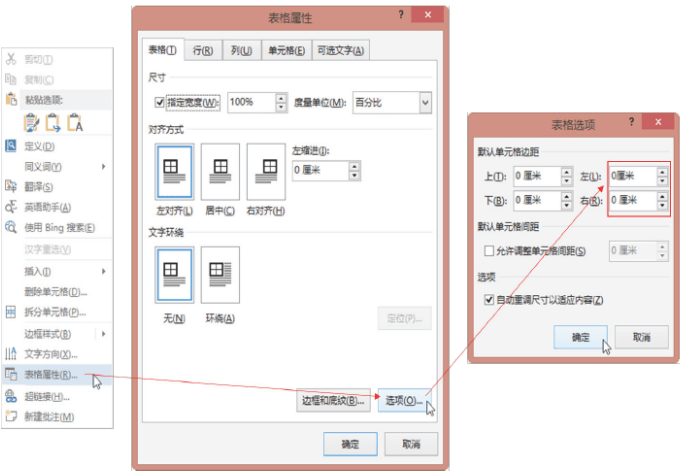 剪切(T)
复制(C)
粘贴选项:
A
定义(D)
同义词(Y)
翻译(S)
英语助手(A)
使用 Bing 搜索(E)
汉字重选(V)
插入(I)
删除单元格(D)...
拆分单元格(P)...
边框样式(B)
文字方向(X)...
表格属性(R)...
超链接(H)...
新建批注(M)
表格属性
表格(T) 行(R) 列(U) 单元格(E) 可选文字(A)
尺寸
指定宽度(W): 100% 度量单位(M): 百分比
对齐方式
左缩进(I):
0 厘米
左对齐(L) 居中(C) 右对齐(H)
文字环绕
无(N) 环绕(A)
定位(P)...
边框和底纹(B)... 选项(O)...
确定 取消
表格选项
默认单元格边距
上(T): 0 厘米 左(L): 0厘米
下(B): 0 厘米 右(R): 0 厘米
默认单元格间距
允许调整单元格间距(S) 0 厘米
选项
自动重调尺寸以适应内容(Z)
确定 取消